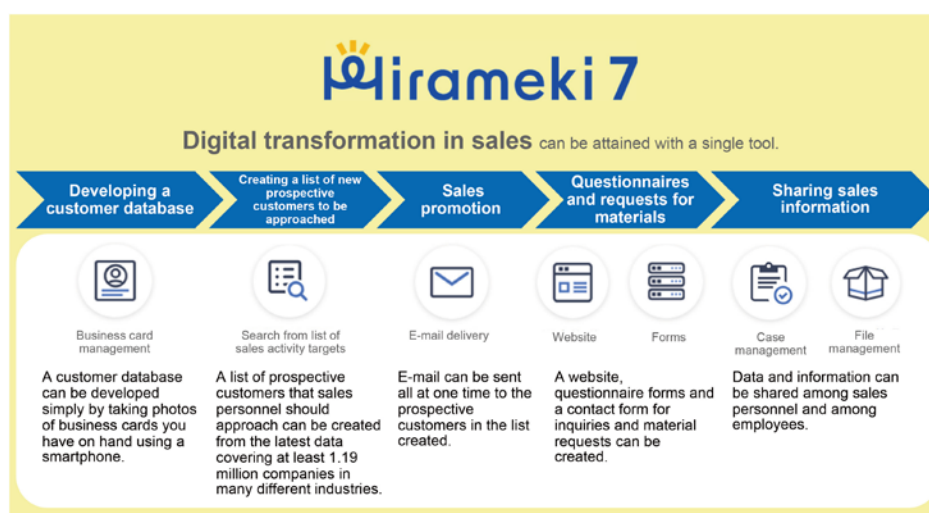 Hirameki 7
Digital transformation in sales can be attained with a single tool.
Developing a
customer database
Creating a list of new
prospective
customers to be
approached
Sales
promotion
Questionnaires
and requests for
materials
Sharing sales
information
Business card
management
Search from list of
sales activity targets
E-mail delivery
Website
Forms
Case
management
File
management
A customer database
can be developed
simply by taking photos
of business cards you
have on hand using a
smartphone.
A list of prospective
customers that sales
personnel should
approach can be created
from the latest data
covering at least 1.19
million companies in
many different industries.
E-mail can be sent
all at one time to the
prospective
customers in the list
created.
A website,
questionnaire forms and
a contact form for
inquiries and material
requests can be
created.
Data and information can
be shared among sales
personnel and among
employees.